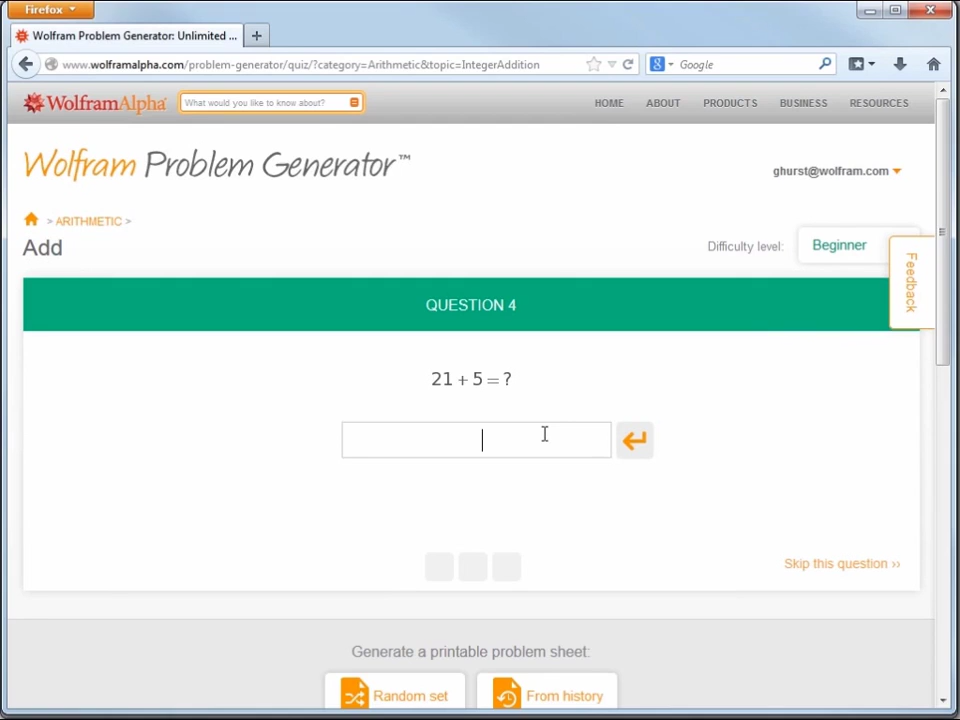 Firefox
Wolfram Problem Generator: Unlimited ...
www.wolframalpha.com/problem-generator/quiz/?category=Arithmetic&topic=IntegerAddition
Google
WolframAlpha
What would you like to know about?
HOME ABOUT PRODUCTS BUSINESS RESOURCES
Wolfram Problem Generator™
ghurst@wolfram.com
> ARITHMETIC >
Add
Difficulty level: Beginner
Feedback
QUESTION 4
21 + 5 = ?
Skip this question ››
Generate a printable problem sheet:
Random set From history